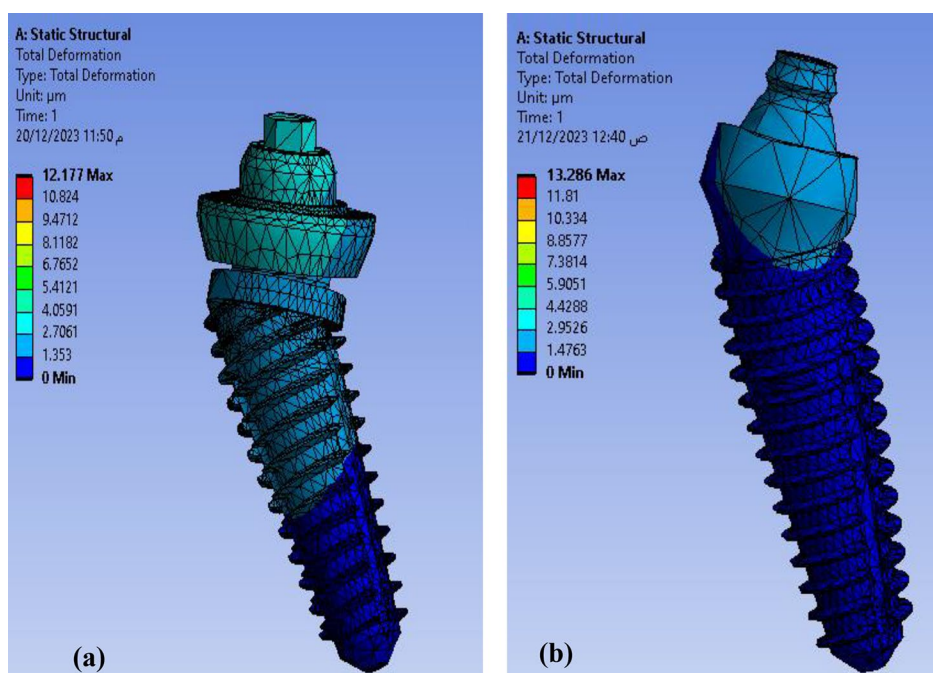 A: Static Structural
Total Deformation
Type: Total Deformation
Unit: µm
Time: 1
20/12/2023 11:50 م
12.177 Max
10.824
9.4712
8.1182
6.7652
5.4121
4.0591
2.7061
1.353
0 Min
(a)
A: Static Structural
Total Deformation
Type: Total Deformation
Unit: µm
Time: 1
21/12/2023 12:40 ص
13.286 Max
11.81
10.334
8.8577
7.3814
5.9051
4.4288
2.9526
1.4763
0 Min
(b)